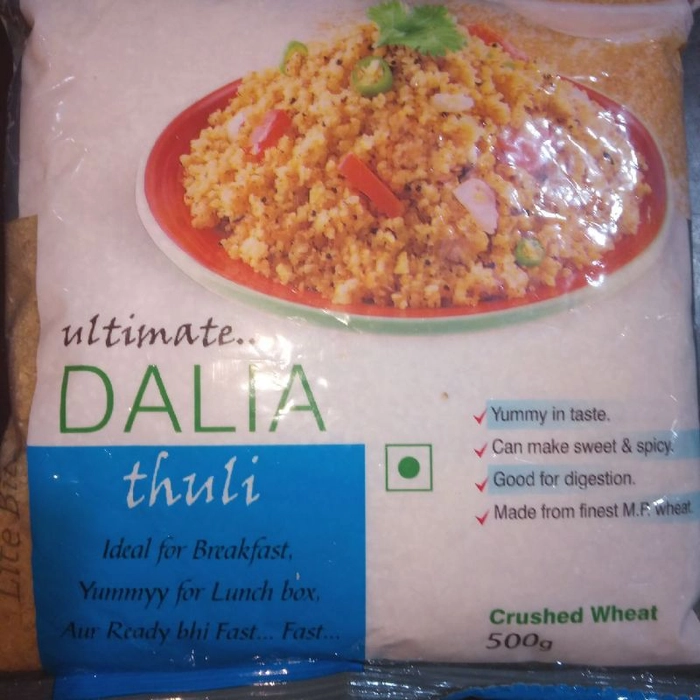 ultimate..
DALIA
thuli
Ideal for Breakfast,
Yummyy for Lunch box,
Aur Ready bhi Fast... Fast...
Yummy in taste.
Can make sweet & spicy.
Good for digestion.
Made from finest M.P. wheat.
Crushed Wheat
500g
Lite